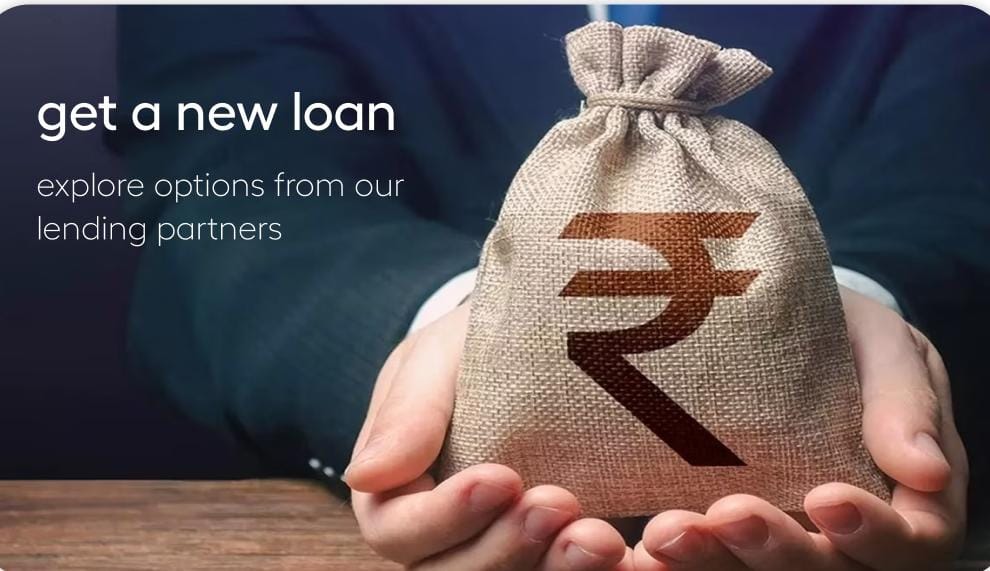 get a new loan
explore options from our
lending partners
₹